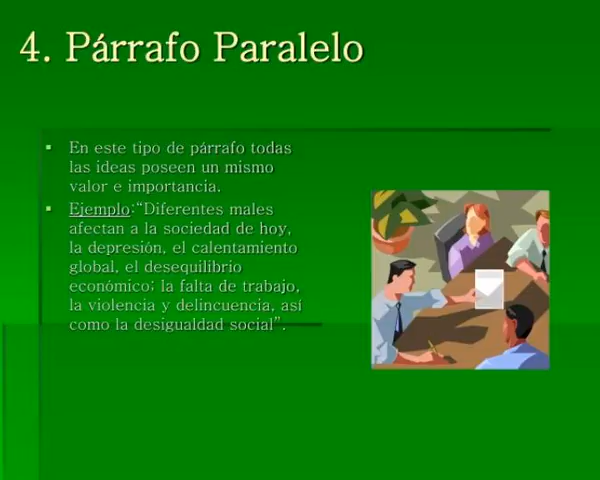 4. Párrafo Paralelo
En este tipo de párrafo todas
las ideas poseen un mismo
valor e importancia.
Ejemplo:“Diferentes males
afectan a la sociedad de hoy,
la depresión, el calentamiento
global, el desequilibrio
económico; la falta de trabajo,
la violencia y delincuencia, así
como la desigualdad social”.